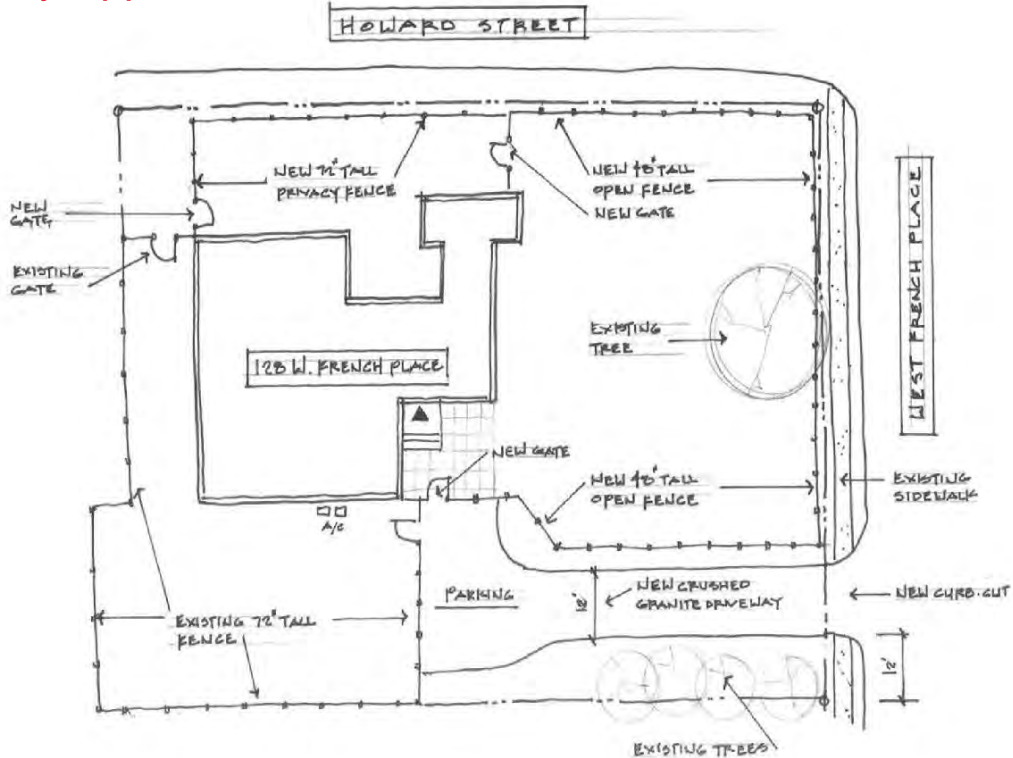 HOWARD STREET
NEW 72" TALL
PRIVACY FENCE
NEW 48" TALL
OPEN FENCE
NEW GATE
NEW
GATE
EXISTING
GATE
EXISTING
TREE
WEST FRENCH PLACE
128 W. FRENCH PLACE
NEW GATE
NEW 48" TALL
OPEN FENCE
EXISTING
SIDEWALK
A/C
PARKING
12'
NEW CRUSHED
GRANITE DRIVEWAY
NEW CURB-CUT
EXISTING 72" TALL
FENCE
12'
EXISTING TREES